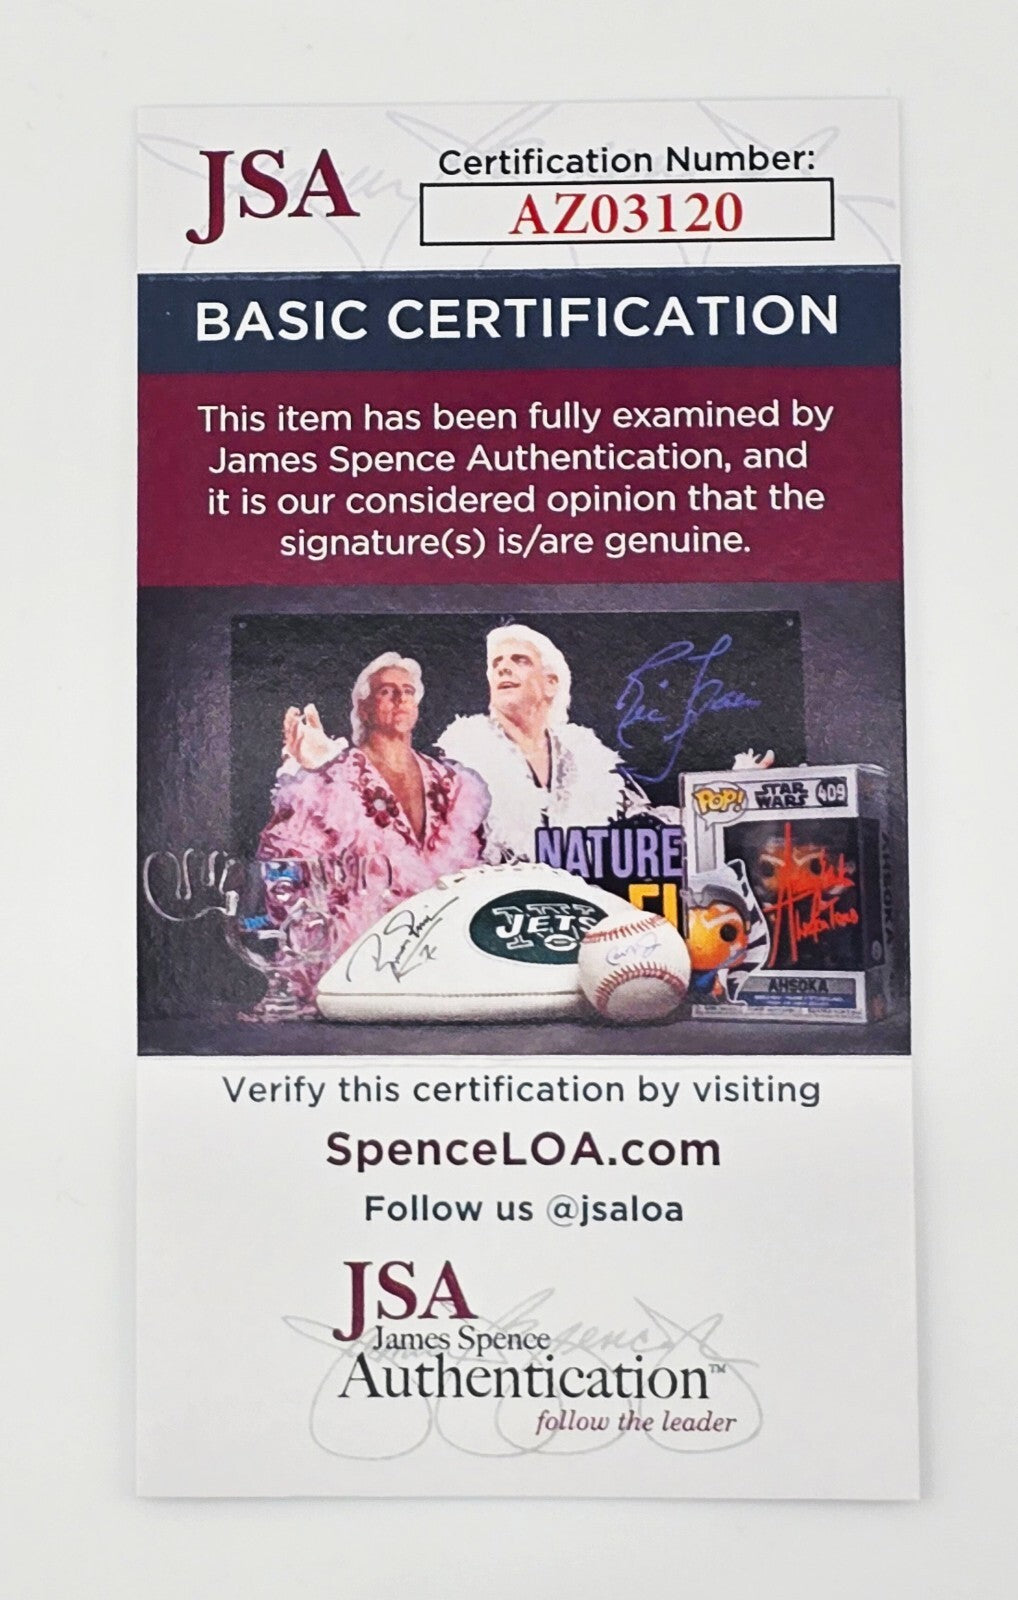 JSA
Certification Number:
AZ03120
BASIC CERTIFICATION
This item has been fully examined by
James Spence Authentication, and
it is our considered opinion that the
signature(s) is/are genuine.
Ric Flair
NATURE
POP!
STAR
WARS
409
JETS
AHSOKA
Verify this certification by visiting
SpenceLOA.com
Follow us @jsaloa
JSA
James Spence
Authentication™
follow the leader